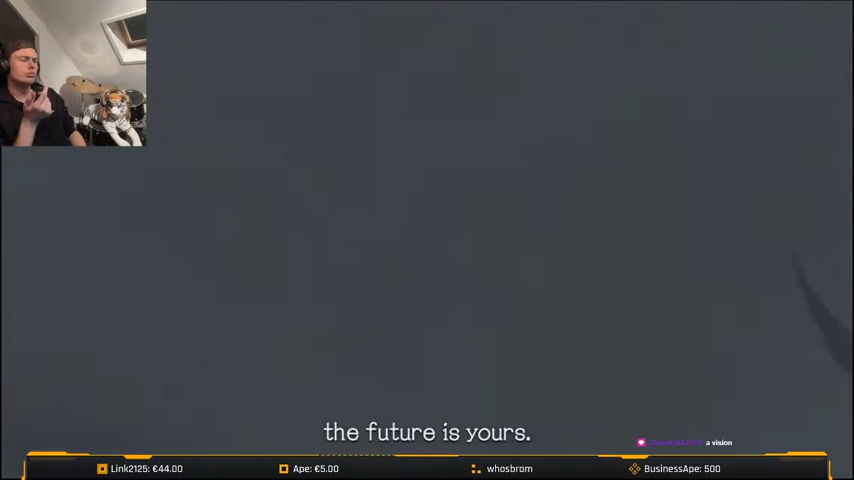 the future is yours.
a vision
Link2125: €44.00
Ape: €5.00
whosbram
BusinessApe: 500